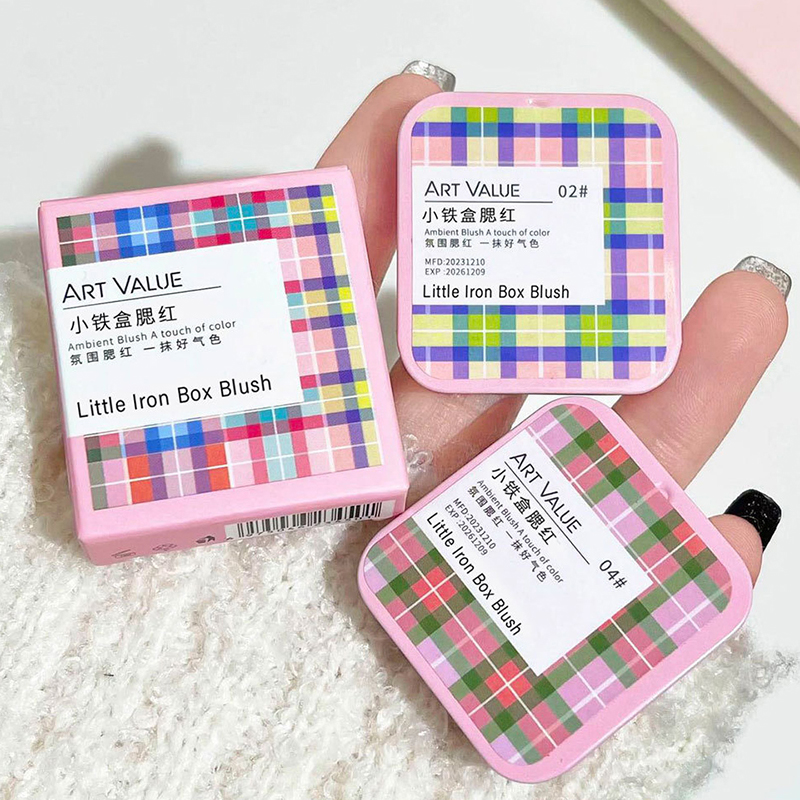 ART VALUE
小铁盒腮红
Ambient Blush A touch of color
氛围腮红 一抹好气色
Little Iron Box Blush
ART VALUE 02#
小铁盒腮红
Ambient Blush A touch of color
氛围腮红 一抹好气色
MFD:20231210
EXP :20261209
Little Iron Box Blush
ART VALUE
小铁盒腮红 04#
Ambient Blush A touch of color
氛围腮红 一抹好气色
MFD:20231210
EXP :20261209
Little Iron Box Blush